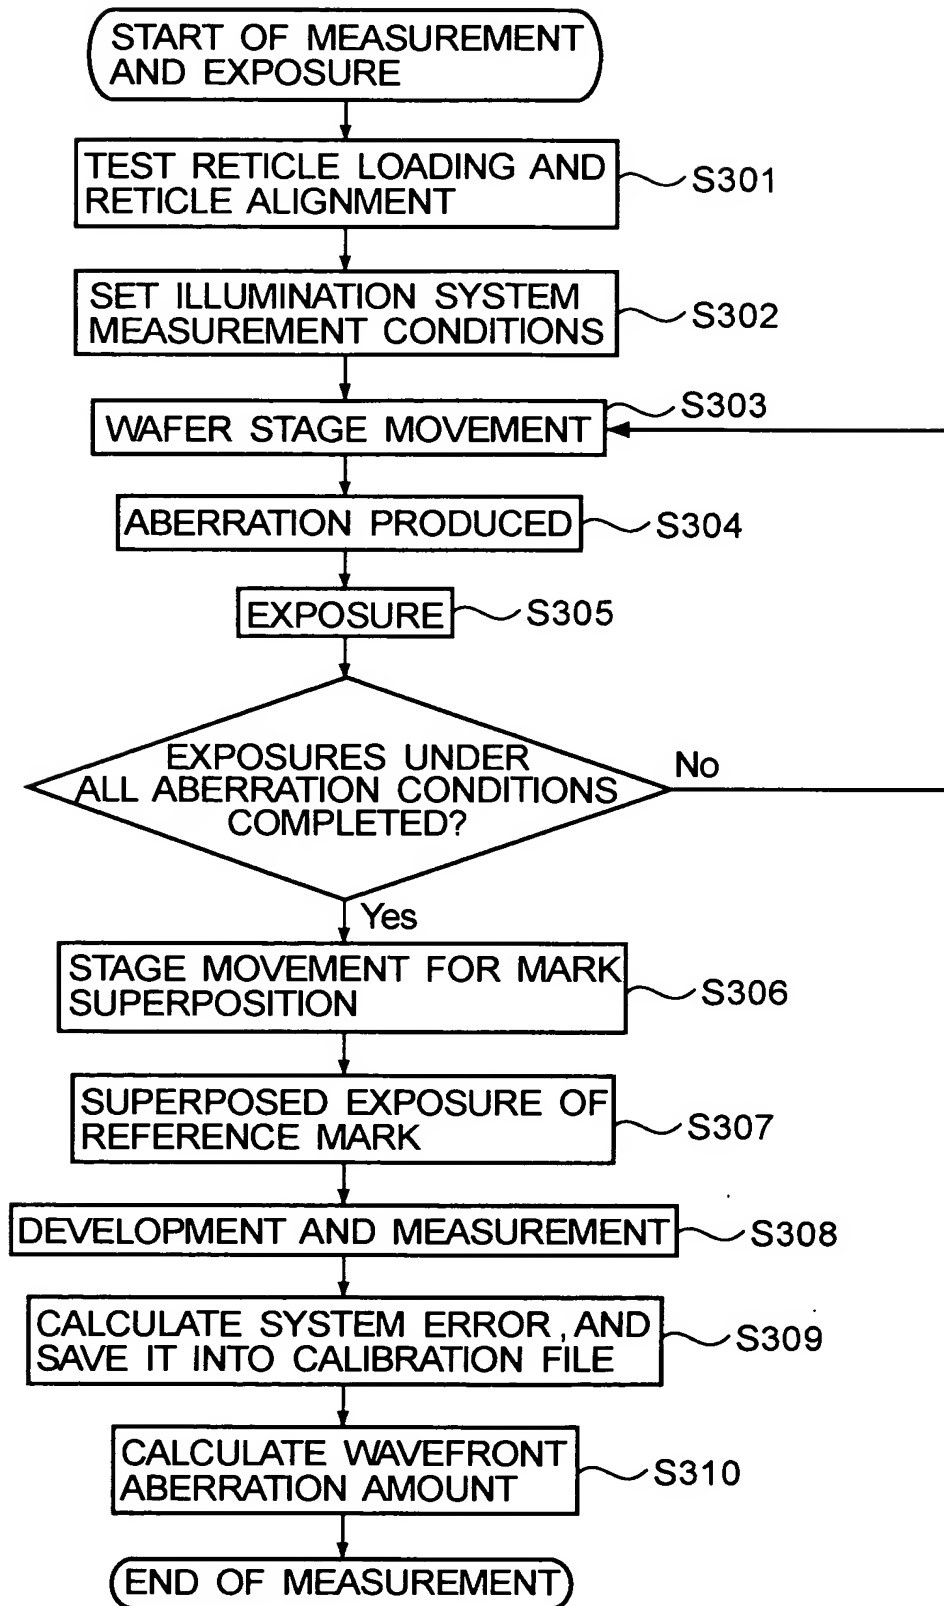 START OF MEASUREMENT
AND EXPOSURE
TEST RETICLE LOADING AND
RETICLE ALIGNMENT
S301
SET ILLUMINATION SYSTEM
MEASUREMENT CONDITIONS
S302
WAFER STAGE MOVEMENT
S303
ABERRATION PRODUCED
S304
EXPOSURE
S305
EXPOSURES UNDER
ALL ABERRATION CONDITIONS
COMPLETED?
No
Yes
STAGE MOVEMENT FOR MARK
SUPERPOSITION
S306
SUPERPOSED EXPOSURE OF
REFERENCE MARK
S307
DEVELOPMENT AND MEASUREMENT
S308
CALCULATE SYSTEM ERROR, AND
SAVE IT INTO CALIBRATION FILE
S309
CALCULATE WAVEFRONT
ABERRATION AMOUNT
S310
END OF MEASUREMENT